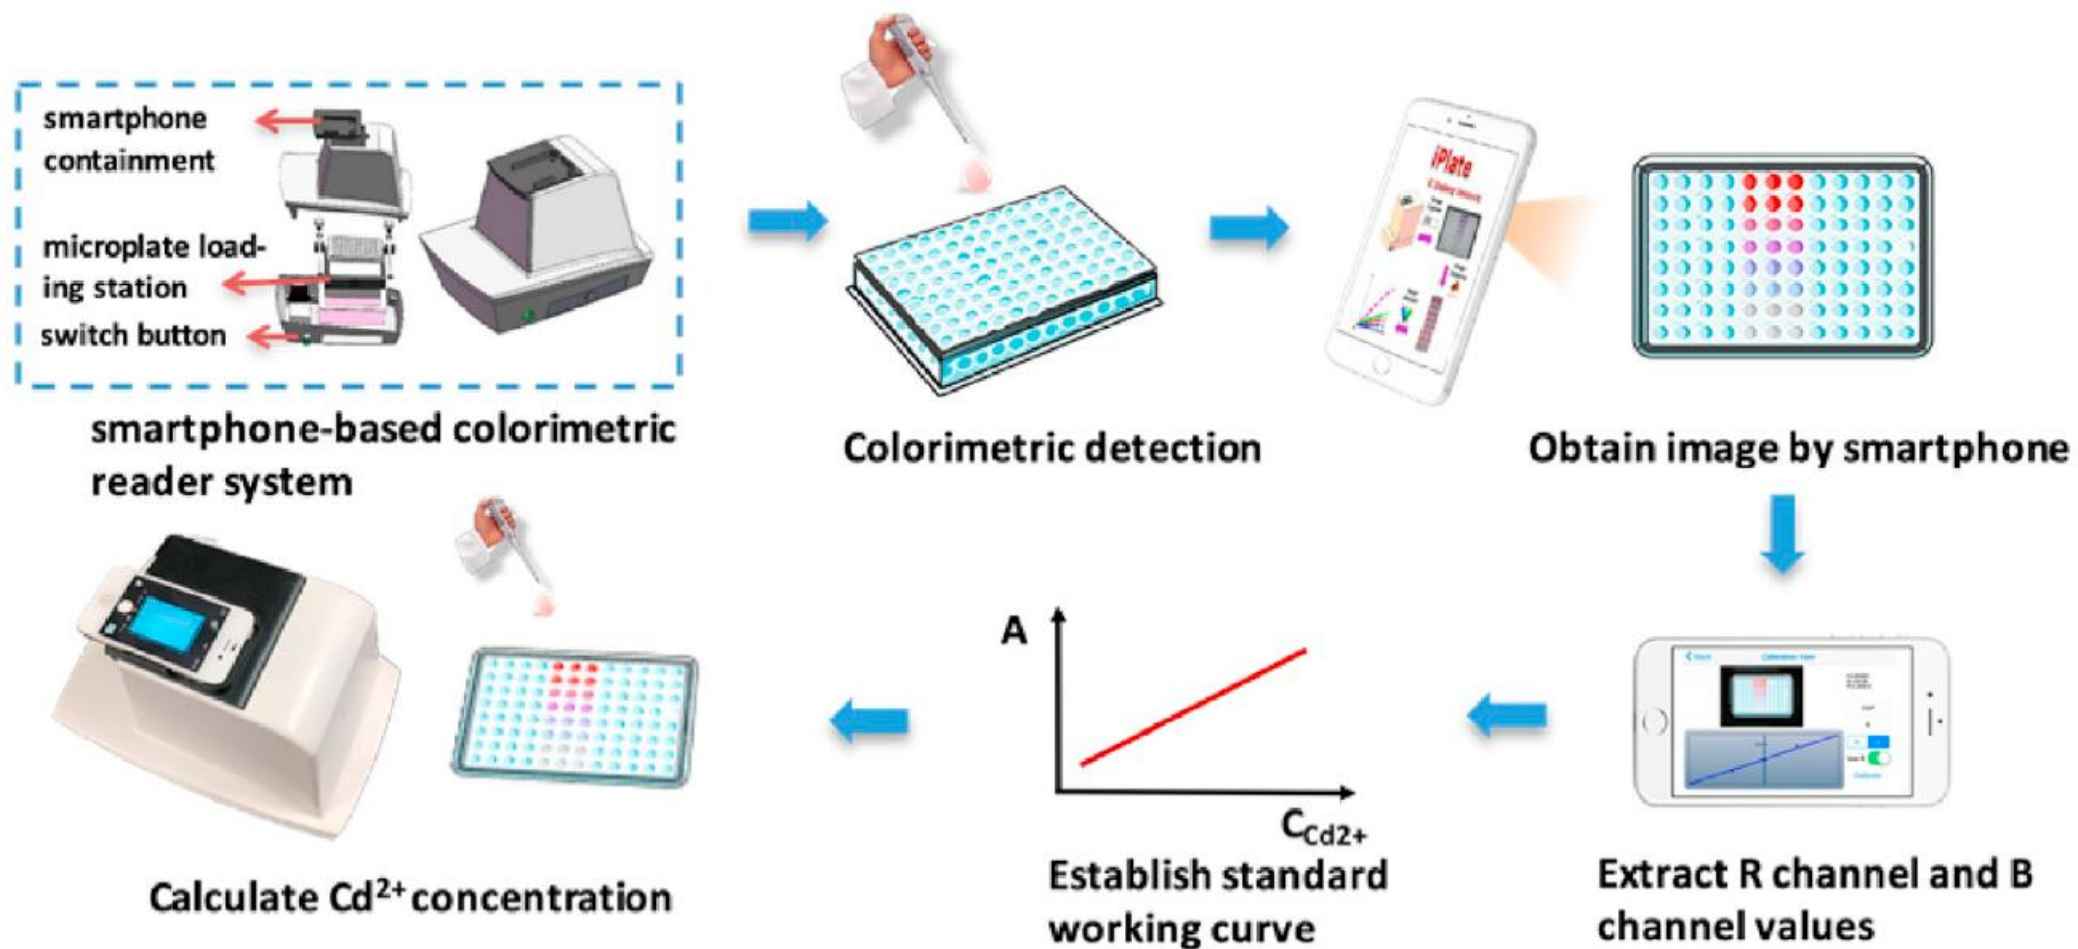 smartphone
containment
microplate load-
ing station
switch button
smartphone-based colorimetric
reader system
Colorimetric detection
iPlate
Obtain image by smartphone
Extract R channel and B
channel values
A
C_Cd2+
Establish standard
working curve
Calculate Cd²⁺ concentration